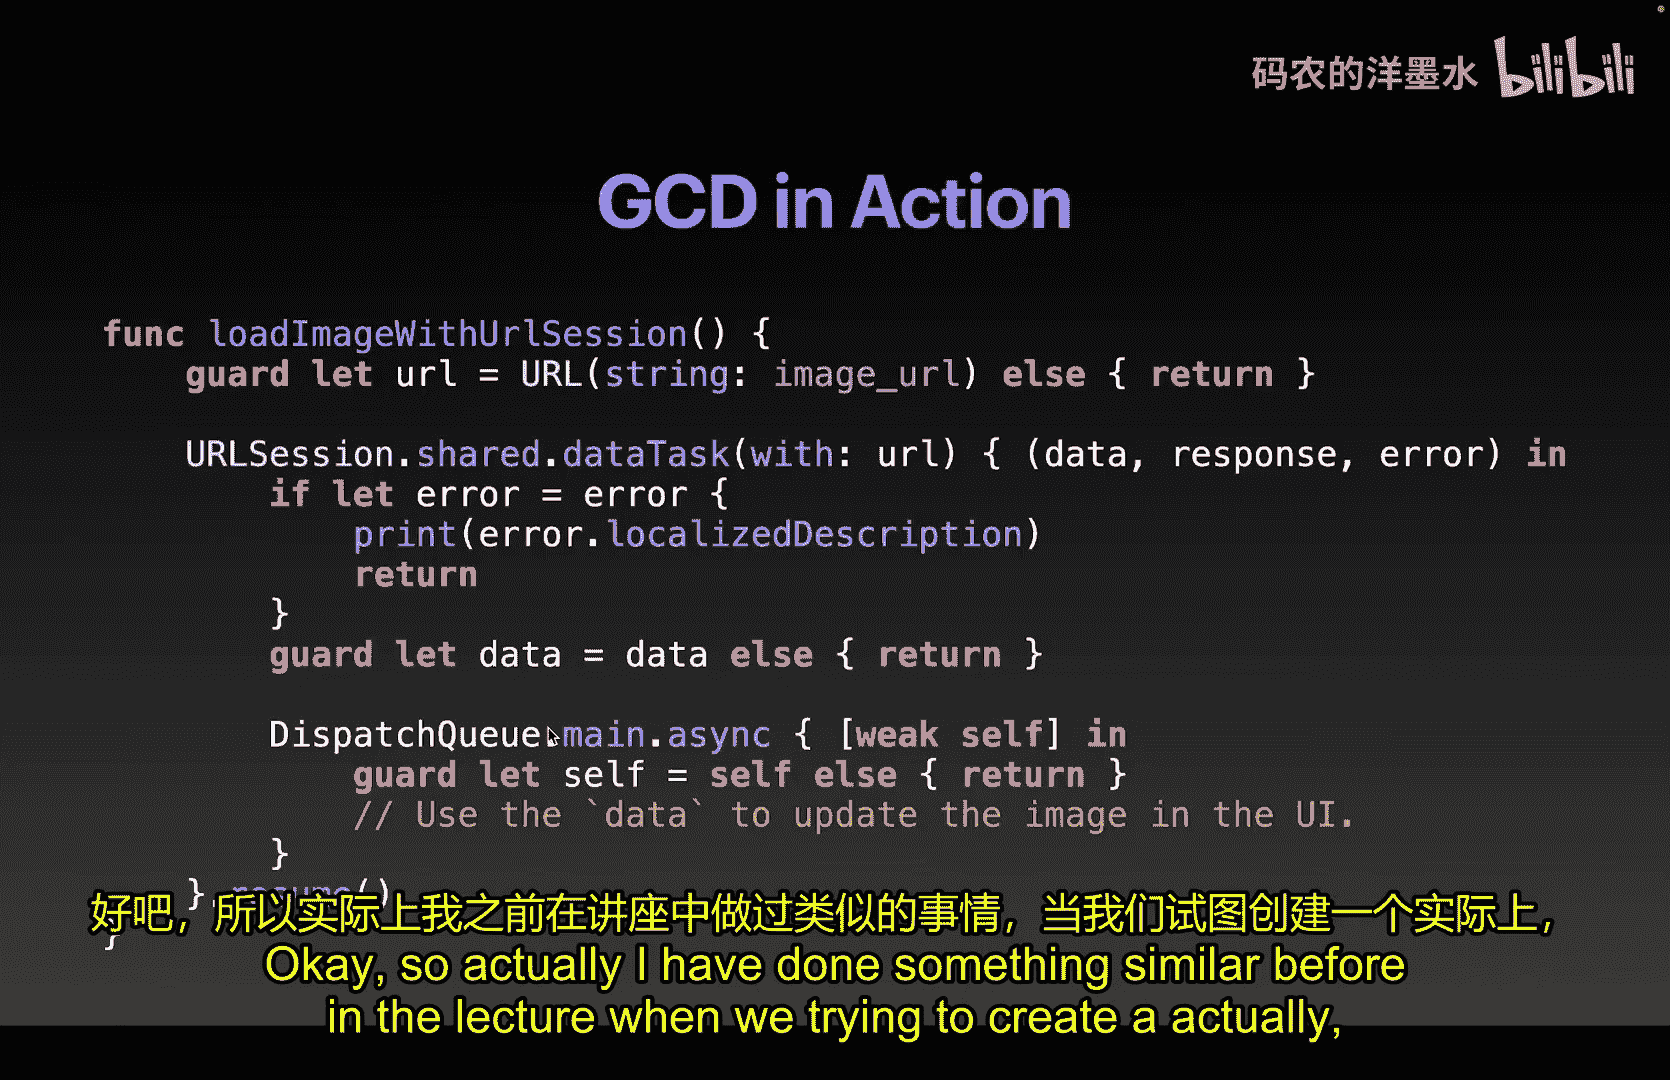 码农的洋墨水 bilibili
GCD in Action
func loadImageWithUrlSession() {
guard let url = URL(string: image_url) else { return }
URLSession.shared.dataTask(with: url) { (data, response, error) in
if let error = error {
print(error.localizedDescription)
return
}
guard let data = data else { return }
DispatchQueue.main.async { [weak self] in
guard let self = self else { return }
// Use the `data` to update the image in the UI.
}
}.resume()
}
好吧，所以实际上我之前在讲座中做过类似的事情，当我们试图创建一个实际上，
Okay, so actually I have done something similar before
in the lecture when we trying to create a actually,